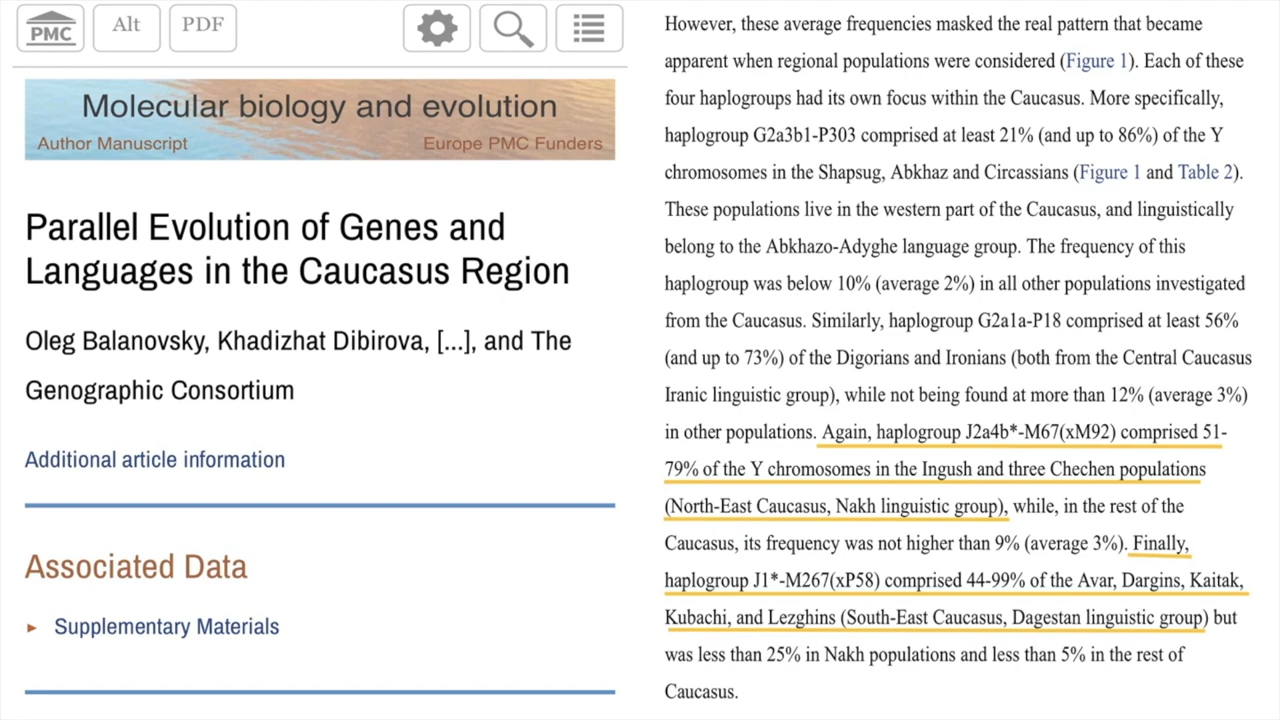 PMC
Alt
PDF
Molecular biology and evolution
Author Manuscript
Europe PMC Funders
Parallel Evolution of Genes and
Languages in the Caucasus Region
Oleg Balanovsky, Khadizhat Dibirova, [...], and The
Genographic Consortium
Additional article information
Associated Data
► Supplementary Materials
However, these average frequencies masked the real pattern that became
apparent when regional populations were considered (Figure 1). Each of these
four haplogroups had its own focus within the Caucasus. More specifically,
haplogroup G2a3b1-P303 comprised at least 21% (and up to 86%) of the Y
chromosomes in the Shapsug, Abkhaz and Circassians (Figure 1 and Table 2).
These populations live in the western part of the Caucasus, and linguistically
belong to the Abkhazo-Adyghe language group. The frequency of this
haplogroup was below 10% (average 2%) in all other populations investigated
from the Caucasus. Similarly, haplogroup G2a1a-P18 comprised at least 56%
(and up to 73%) of the Digorians and Ironians (both from the Central Caucasus
Iranic linguistic group), while not being found at more than 12% (average 3%)
in other populations. Again, haplogroup J2a4b*-M67(xM92) comprised 51-
79% of the Y chromosomes in the Ingush and three Chechen populations
(North-East Caucasus, Nakh linguistic group), while, in the rest of the
Caucasus, its frequency was not higher than 9% (average 3%). Finally,
haplogroup J1*-M267(xP58) comprised 44-99% of the Avar, Dargins, Kaitak,
Kubachi, and Lezghins (South-East Caucasus, Dagestan linguistic group) but
was less than 25% in Nakh populations and less than 5% in the rest of
Caucasus.